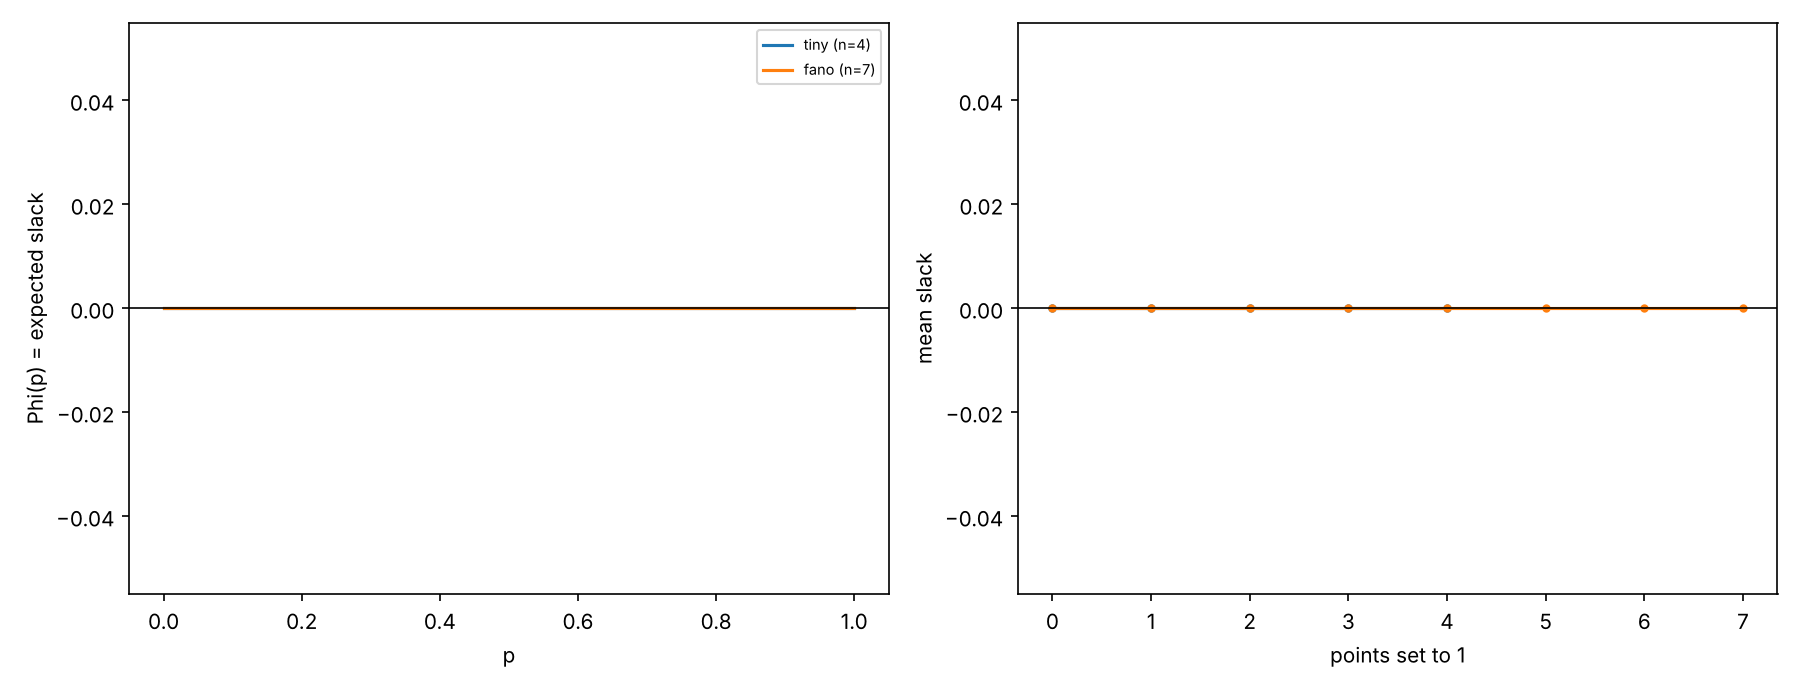 tiny (n=4)
fano (n=7)
Phi(p) = expected slack
0.04
0.02
0.00
−0.02
−0.04
0.0 0.2 0.4 0.6 0.8 1.0
p
mean slack
0.04
0.02
0.00
−0.02
−0.04
0 1 2 3 4 5 6 7
points set to 1